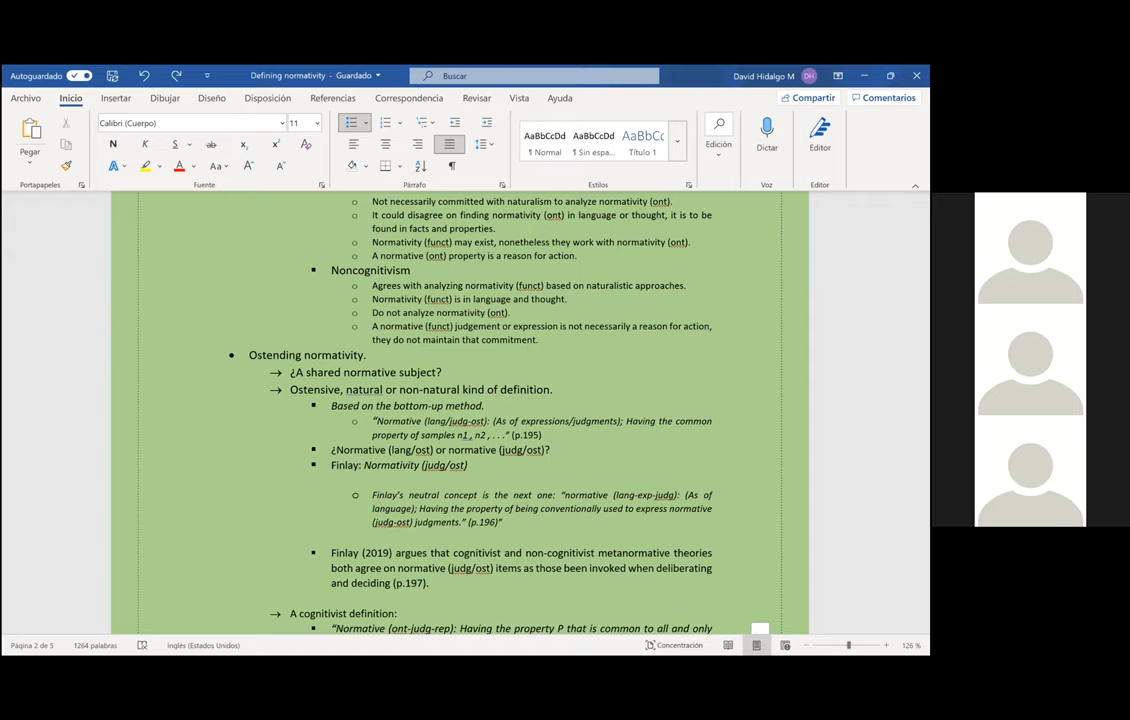 Autoguardado
Defining normativity - Guardado
Buscar
David Hidalgo M DH
Archivo Inicio Insertar Dibujar Diseño Disposición Referencias Correspondencia Revisar Vista Ayuda Compartir Comentarios
Pegar
Calibri (Cuerpo) 11
N K S ab x₂ x² A
A A Aa A A
AaBbCcDd AaBbCcDd AaBbCc
¶ Normal ¶ Sin espa... Título 1
Edición Dictar Editor
Portapapeles Fuente Párrafo Estilos Voz Editor
o Not necessarily committed with naturalism to analyze normativity (ont).
o It could disagree on finding normativity (ont) in language or thought, it is to be
found in facts and properties.
o Normativity (funct) may exist, nonetheless they work with normativity (ont).
o A normative (ont) property is a reason for action.
▪ Noncognitivism
o Agrees with analyzing normativity (funct) based on naturalistic approaches.
o Normativity (funct) is in language and thought.
o Do not analyze normativity (ont).
o A normative (funct) judgement or expression is not necessarily a reason for action,
they do not maintain that commitment.
• Ostending normativity.
→ ¿A shared normative subject?
→ Ostensive, natural or non-natural kind of definition.
▪ Based on the bottom-up method.
o “Normative (lang/judg-ost): (As of expressions/judgments); Having the common
property of samples n1 , n2 , . . .” (p.195)
▪ ¿Normative (lang/ost) or normative (judg/ost)?
▪ Finlay: Normativity (judg/ost)
o Finlay’s neutral concept is the next one: “normative (lang-exp-judg): (As of
language); Having the property of being conventionally used to express normative
(judg-ost) judgments.” (p.196)”
▪ Finlay (2019) argues that cognitivist and non-cognitivist metanormative theories
both agree on normative (judg/ost) items as those been invoked when deliberating
and deciding (p.197).
→ A cognitivist definition:
▪ “Normative (ont-judg-rep): Having the property P that is common to all and only
Página 2 de 5 1264 palabras Inglés (Estados Unidos) Concentración 126 %